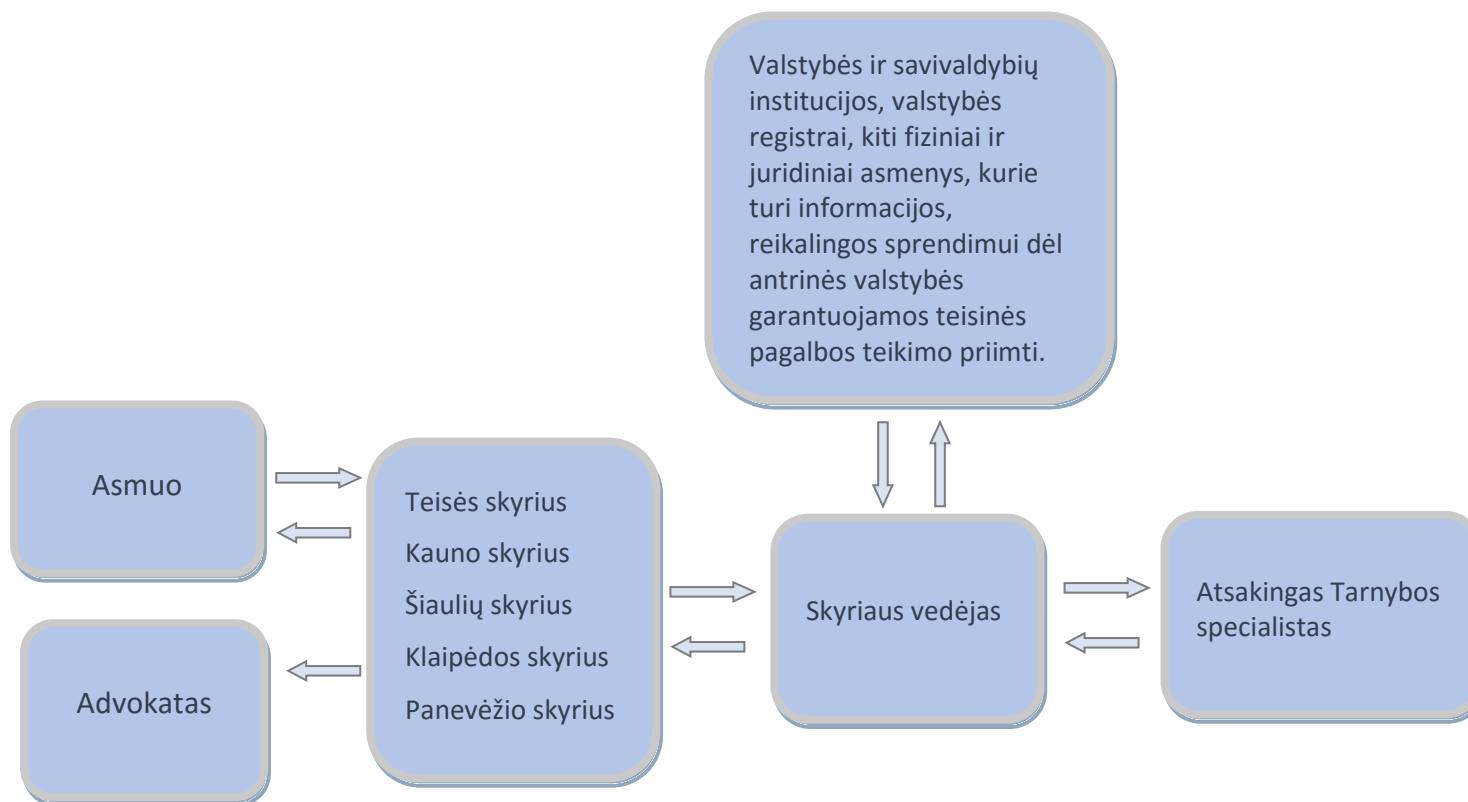 Valstybės ir savivaldybių
institucijos, valstybės
registrai, kiti fiziniai ir
juridiniai asmenys, kurie
turi informacijos,
reikalingos sprendimui dėl
antrinės valstybės
garantuojamos teisinės
pagalbos teikimo priimti.
Asmuo
Advokatas
Teisės skyrius
Kauno skyrius
Šiaulių skyrius
Klaipėdos skyrius
Panevėžio skyrius
Skyriaus vedėjas
Atsakingas Tarnybos
specialistas